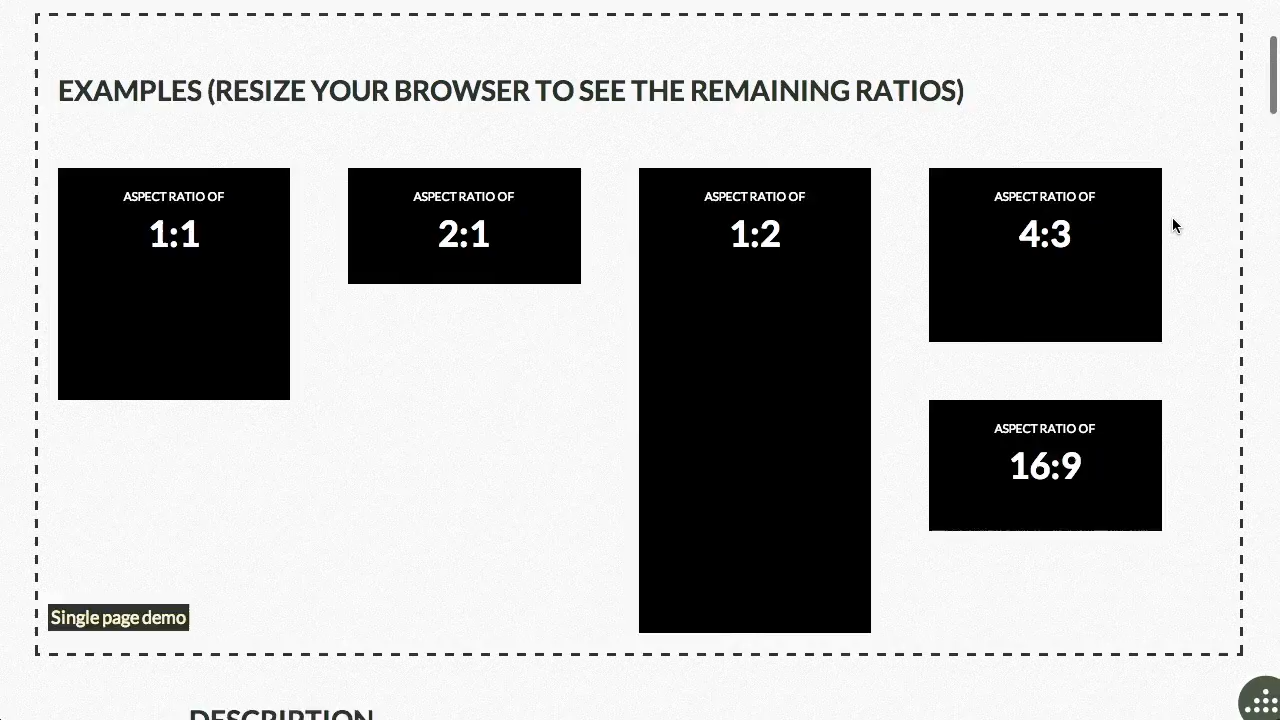 EXAMPLES (RESIZE YOUR BROWSER TO SEE THE REMAINING RATIOS)
ASPECT RATIO OF
1:1
ASPECT RATIO OF
2:1
ASPECT RATIO OF
1:2
ASPECT RATIO OF
4:3
ASPECT RATIO OF
16:9
Single page demo
DESCRIPTION